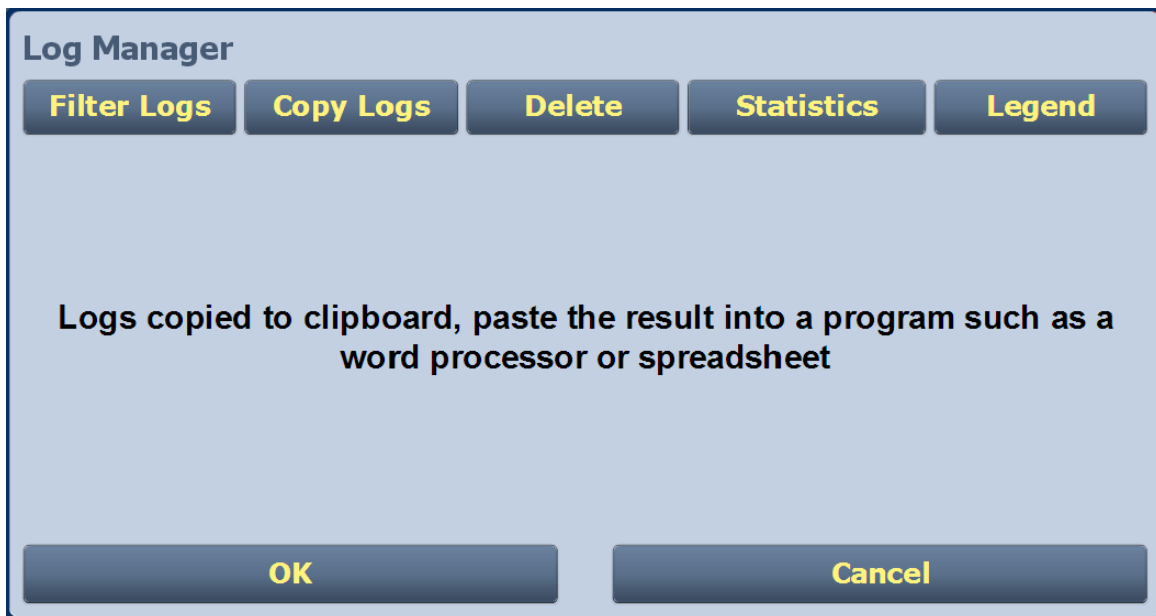 Log Manager
Filter Logs Copy Logs Delete Statistics Legend
Logs copied to clipboard, paste the result into a program such as a
word processor or spreadsheet
OK Cancel